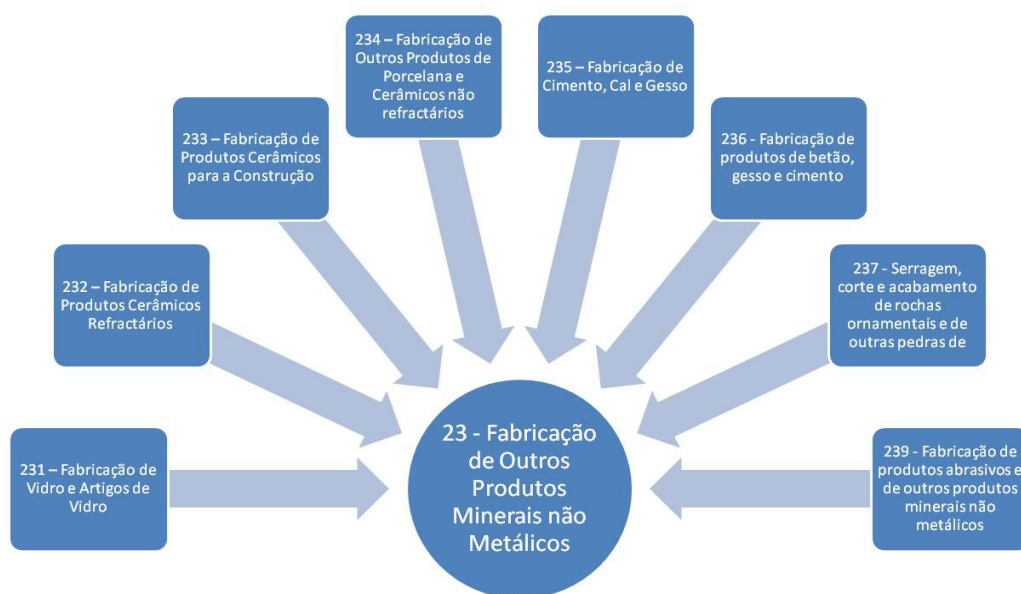 234 – Fabricação de
Outros Produtos de
Porcelana e
Cerâmicos não
refractários
235 – Fabricação de
Cimento, Cal e Gesso
233 – Fabricação de
Produtos Cerâmicos
para a Construção
236 - Fabricação de
produtos de betão,
gesso e cimento
232 – Fabricação de
Produtos Cerâmicos
Refractários
237 - Serragem,
corte e acabamento
de rochas
ornamentais e de
outras pedras de
231 – Fabricação de
Vidro e Artigos de
Vidro
23 - Fabricação
de Outros
Produtos
Minerais não
Metálicos
239 - Fabricação de
produtos abrasivos e
de outros produtos
minerais não
metálicos